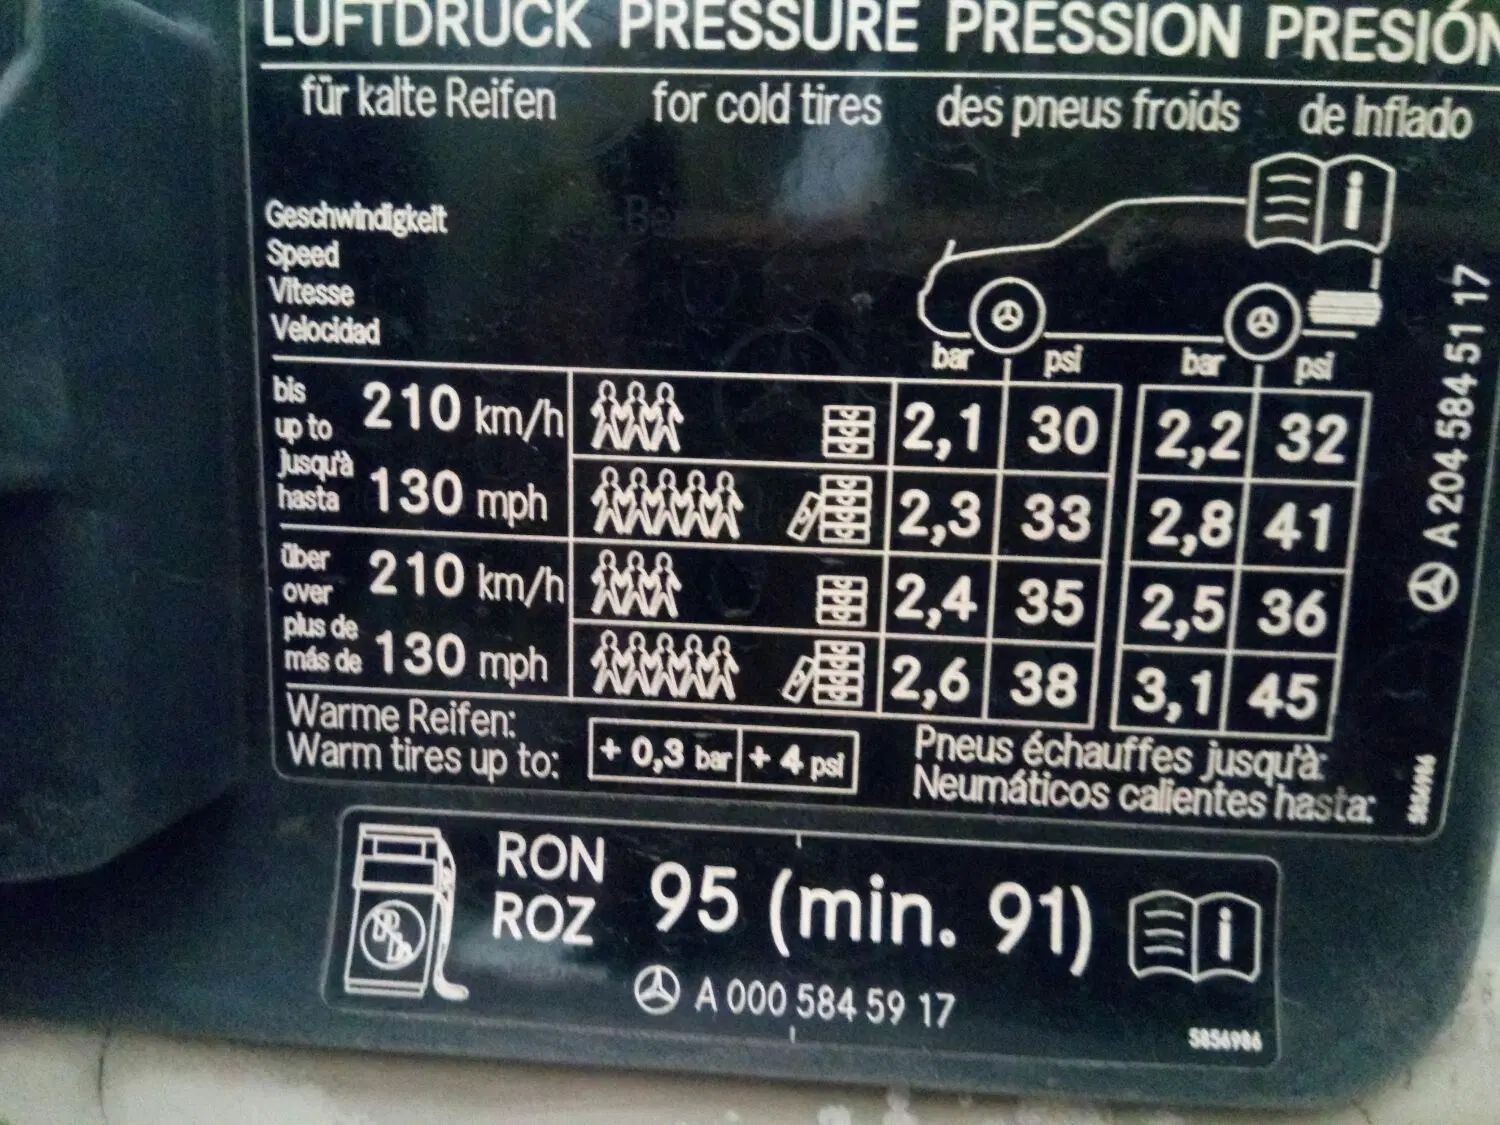 LUFTDRUCK PRESSURE PRESSION PRESIÓN
für kalte Reifen for cold tires des pneus froids de Inflado
Geschwindigkeit
Speed
Vitesse
Velocidad
bar psi bar psi
bis
up to
Jusqu'à
hasta
210 km/h
130 mph
2,1 30 2,2 32
2,3 33 2,8 41
über
over
plus de
más de
210 km/h
130 mph
2,4 35 2,5 36
2,6 38 3,1 45
Warme Reifen:
Warm tires up to:
+ 0,3 bar + 4 psi
Pneus échauffes jusqu'à:
Neumáticos calientes hasta:
A 204 584 51 17
RON
ROZ
95 (min. 91)
A 000 584 59 17
5856986